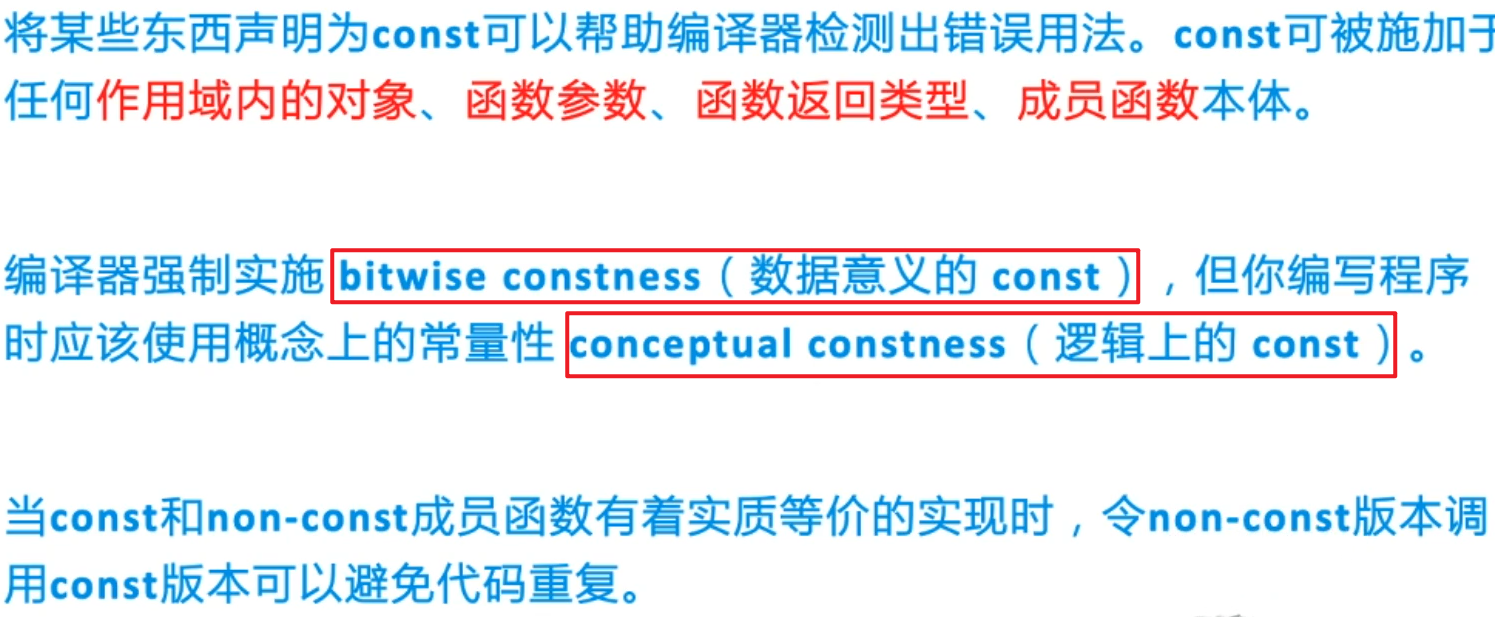 将某些东西声明为const可以帮助编译器检测出错误用法。const可被施加于
任何作用域内的对象、函数参数、函数返回类型、成员函数本体。
编译器强制实施 bitwise constness（数据意义的 const），但你编写程序
时应该使用概念上的常量性 conceptual constness（逻辑上的 const）。
当const和non-const成员函数有着实质等价的实现时，令non-const版本调
用const版本可以避免代码重复。